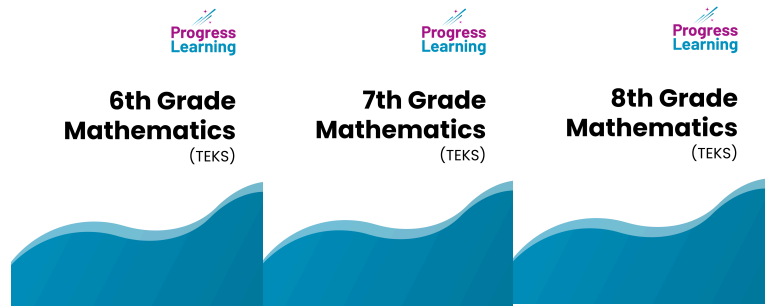 Progress
Learning
6th Grade
Mathematics
(TEKS)
Progress
Learning
7th Grade
Mathematics
(TEKS)
Progress
Learning
8th Grade
Mathematics
(TEKS)